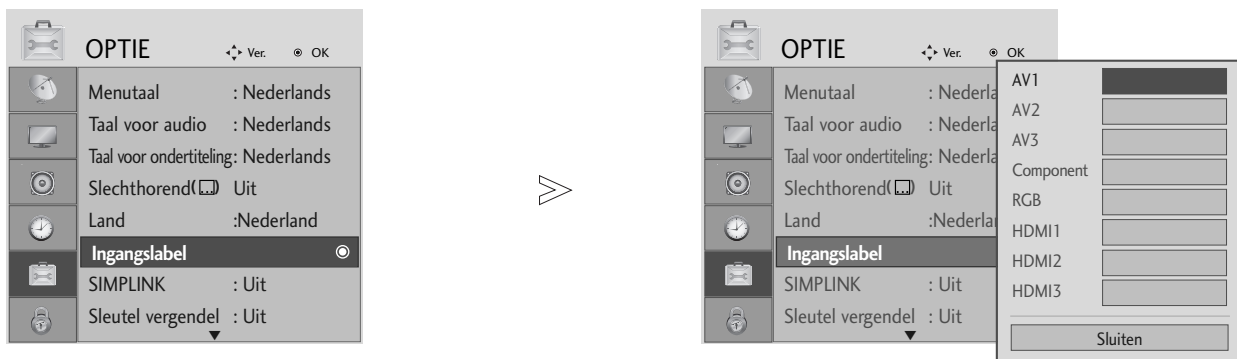 OPTIE Ver. OK
Menutaal : Nederlands
Taal voor audio : Nederlands
Taal voor ondertiteling: Nederlands
Slechthorend( ) Uit
Land :Nederland
Ingangslabel
SIMPLINK : Uit
Sleutel vergendel : Uit
>
OPTIE Ver. OK
Menutaal : Nederla
Taal voor audio : Nederla
Taal voor ondertiteling: Nederla
Slechthorend( ) Uit
Land :Nederla
Ingangslabel
SIMPLINK : Uit
Sleutel vergendel : Uit
AV1
AV2
AV3
Component
RGB
HDMI1
HDMI2
HDMI3
Sluiten